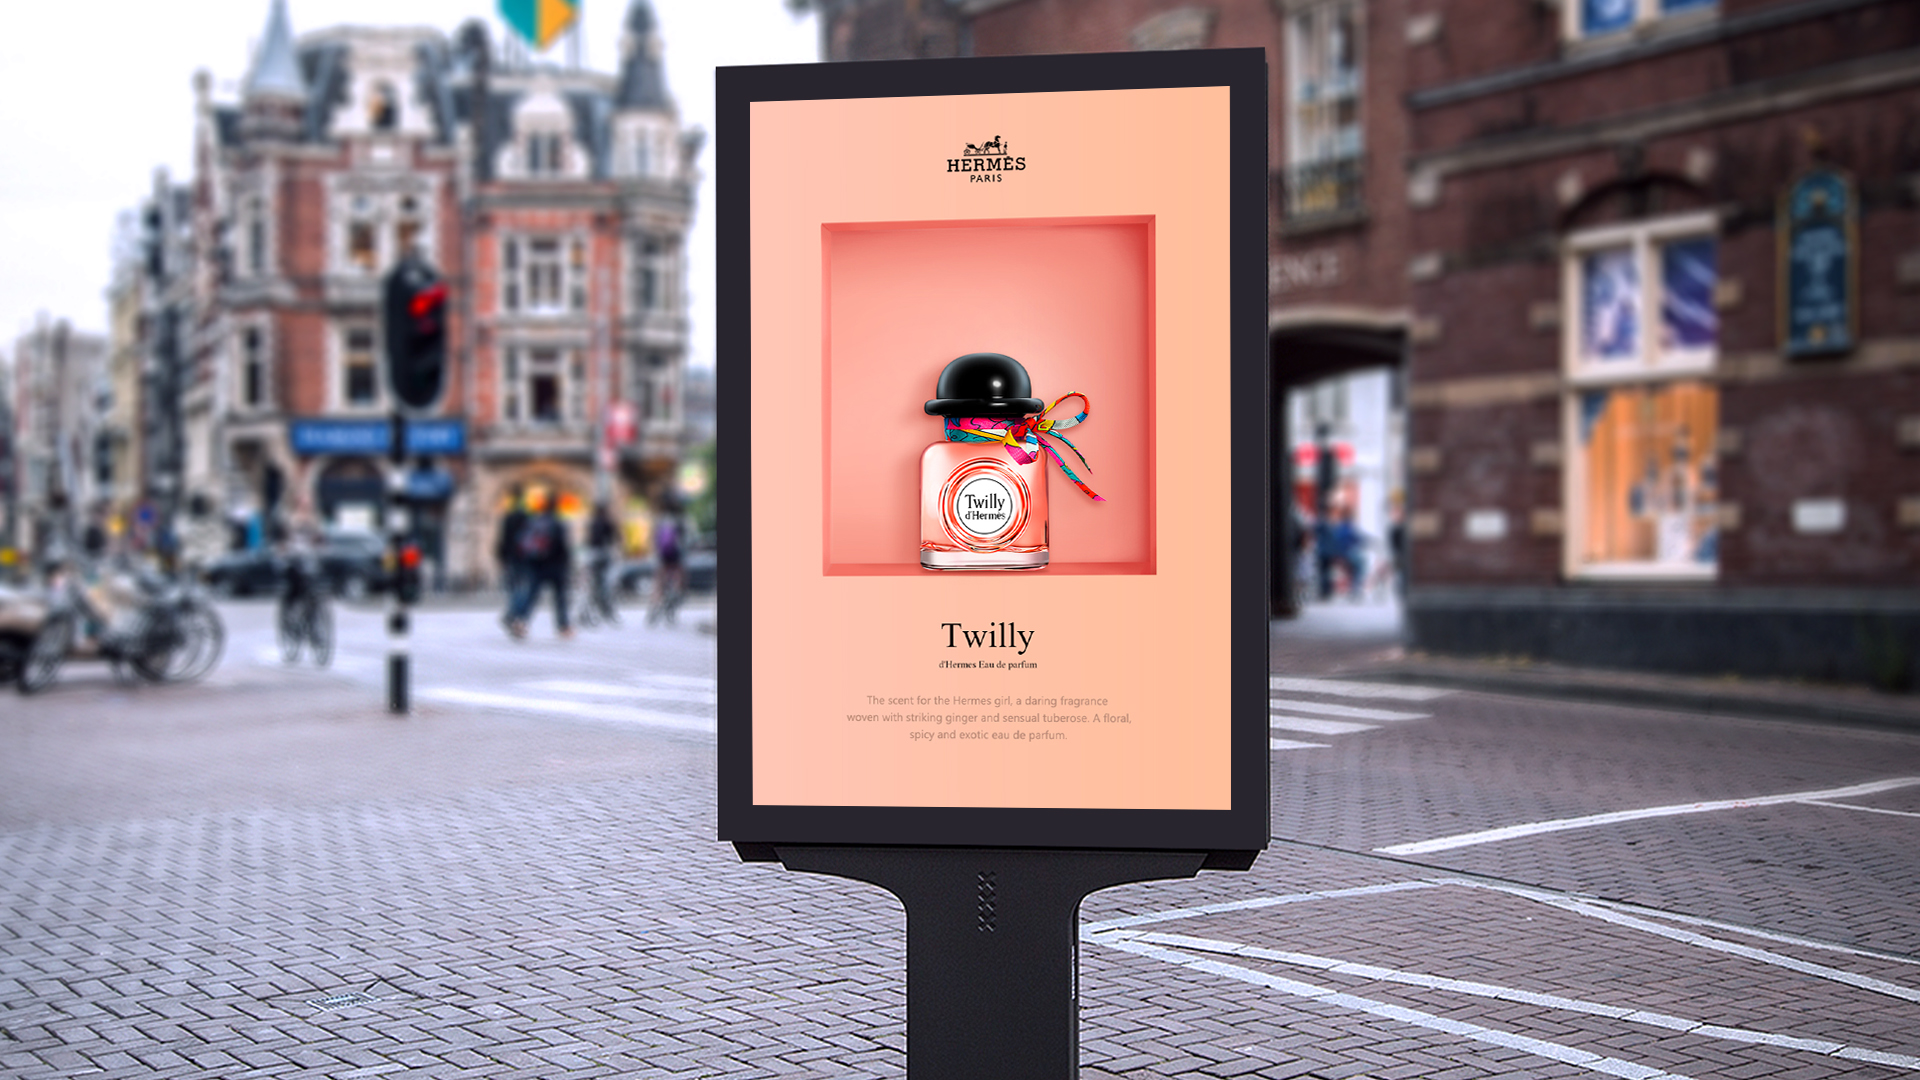 HERMÈS
PARIS
Twilly
d'Hermès
Twilly
d'Hermes Eau de parfum
The scent for the Hermes girl, a daring fragrance
woven with striking ginger and sensual tuberose. A floral,
spicy and exotic eau de parfum.